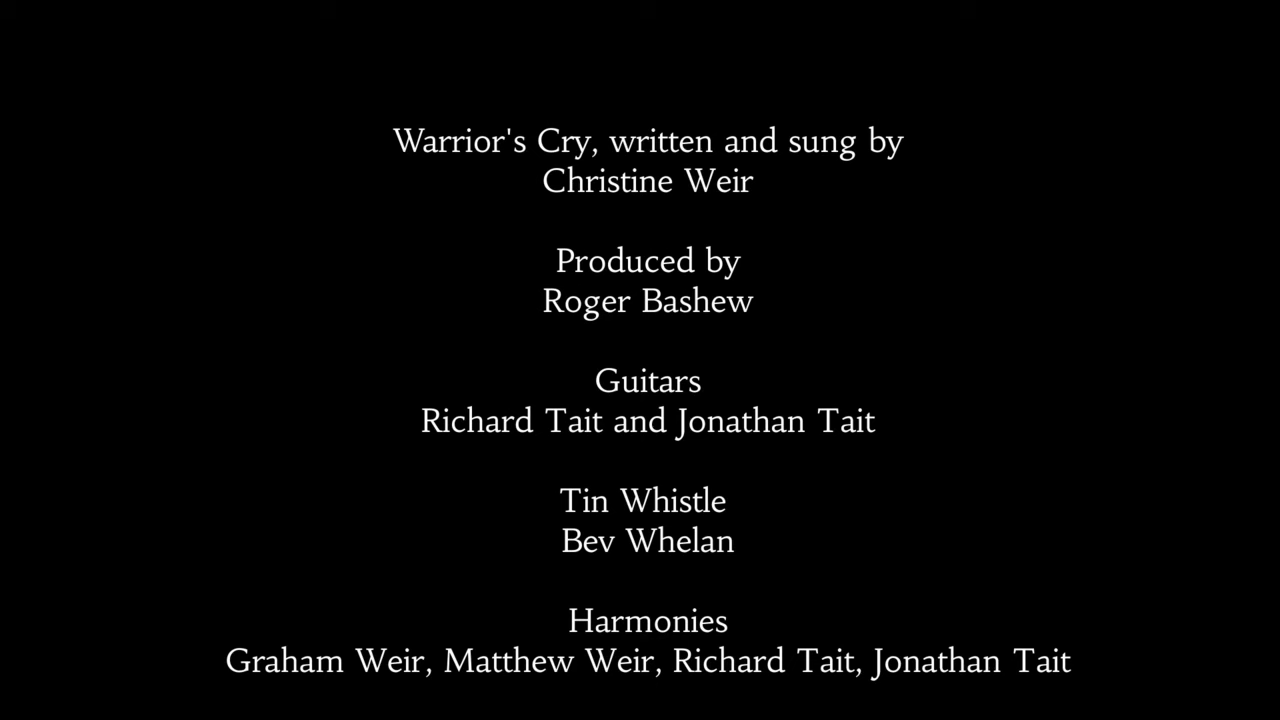 Warrior's Cry, written and sung by
Christine Weir
Produced by
Roger Bashew
Guitars
Richard Tait and Jonathan Tait
Tin Whistle
Bev Whelan
Harmonies
Graham Weir, Matthew Weir, Richard Tait, Jonathan Tait